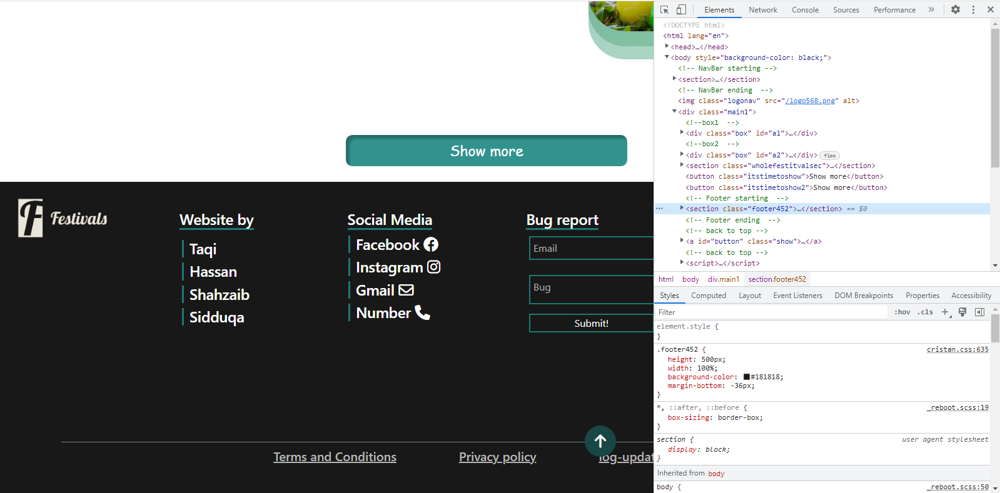 Elements Network Console Sources Performance »
<!DOCTYPE html>
<html lang="en">
<head>…</head>
<body style="background-color: black;">
<!-- NavBar starting -->
<section>…</section>
<!-- NavBar ending  -->
<img class="logonav" src="/logo568.png" alt>
<div class="main1">
<!--box1  -->
<div class="box" id="a1">…</div>
<!--box2  -->
<div class="box" id="a2">…</div> flex
<section class="wholefestitvalsec">…</section>
<button class="itstimetoshow">Show more</button>
<button class="itstimetoshow2">Show more</button>
<!-- Footer starting  -->
<section class="footer452">…</section> == $0
<!-- Footer ending  -->
<!-- back to top -->
<a id="button" class="show">…</a>
<!-- back to top -->
<script>…</script>
html body div.main1 section.footer452
Styles Computed Layout Event Listeners DOM Breakpoints Properties Accessibility
Filter :hov .cls
element.style {
}
.footer452 { cristan.css:635
height: 500px;
width: 100%;
background-color: #181818;
margin-bottom: -36px;
}
*, ::after, ::before { _reboot.scss:19
box-sizing: border-box;
}
section { user agent stylesheet
display: block;
}
Inherited from body
body { _reboot.scss:50
Show more
F Festivals
Website by
Taqi
Hassan
Shahzaib
Sidduqa
Social Media
Facebook
Instagram
Gmail
Number
Bug report
Email
Bug
Submit!
Terms and Conditions Privacy policy log-updat